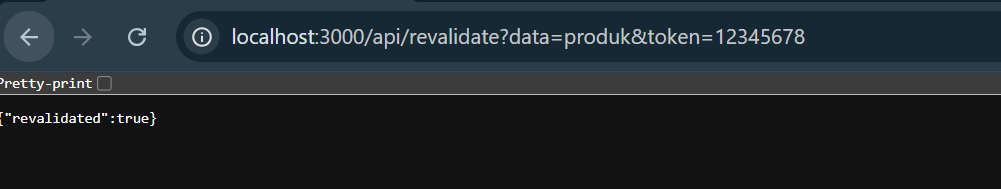 localhost:3000/api/revalidate?data=produk&token=12345678
Pretty-print
{"revalidated":true}